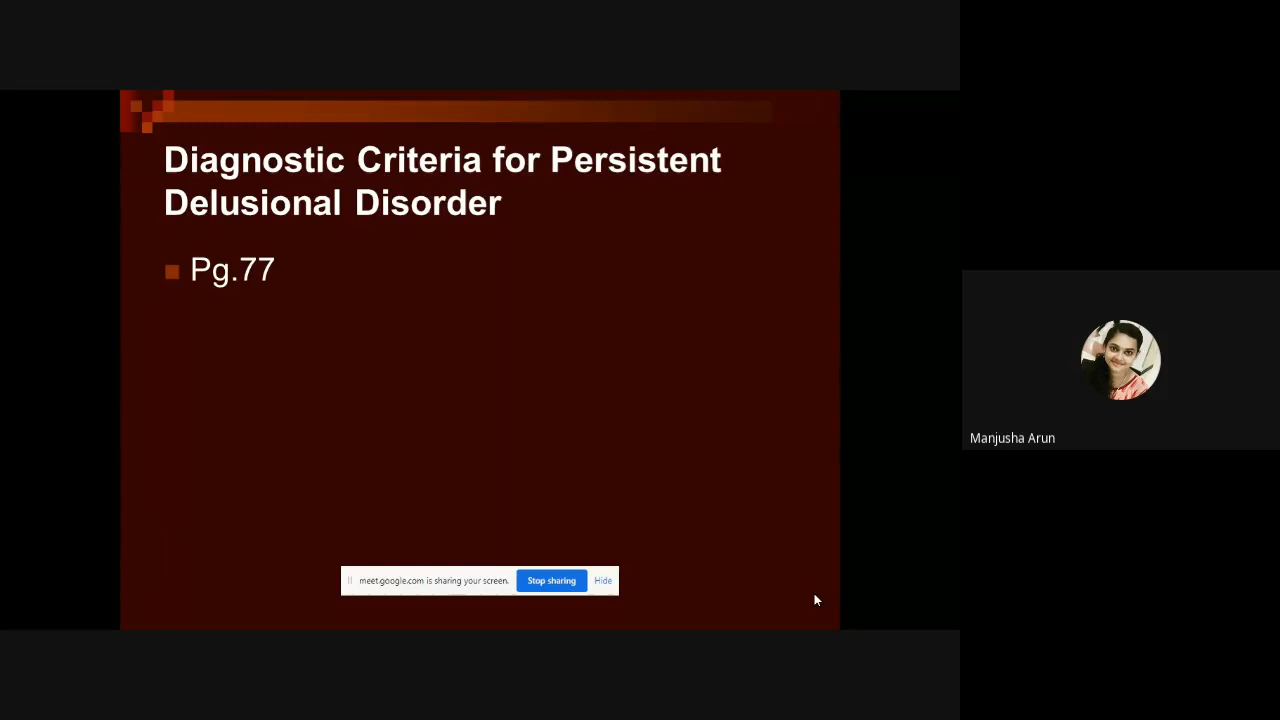 Diagnostic Criteria for Persistent
Delusional Disorder
Pg.77
meet.google.com is sharing your screen.
Stop sharing
Hide
Manjusha Arun